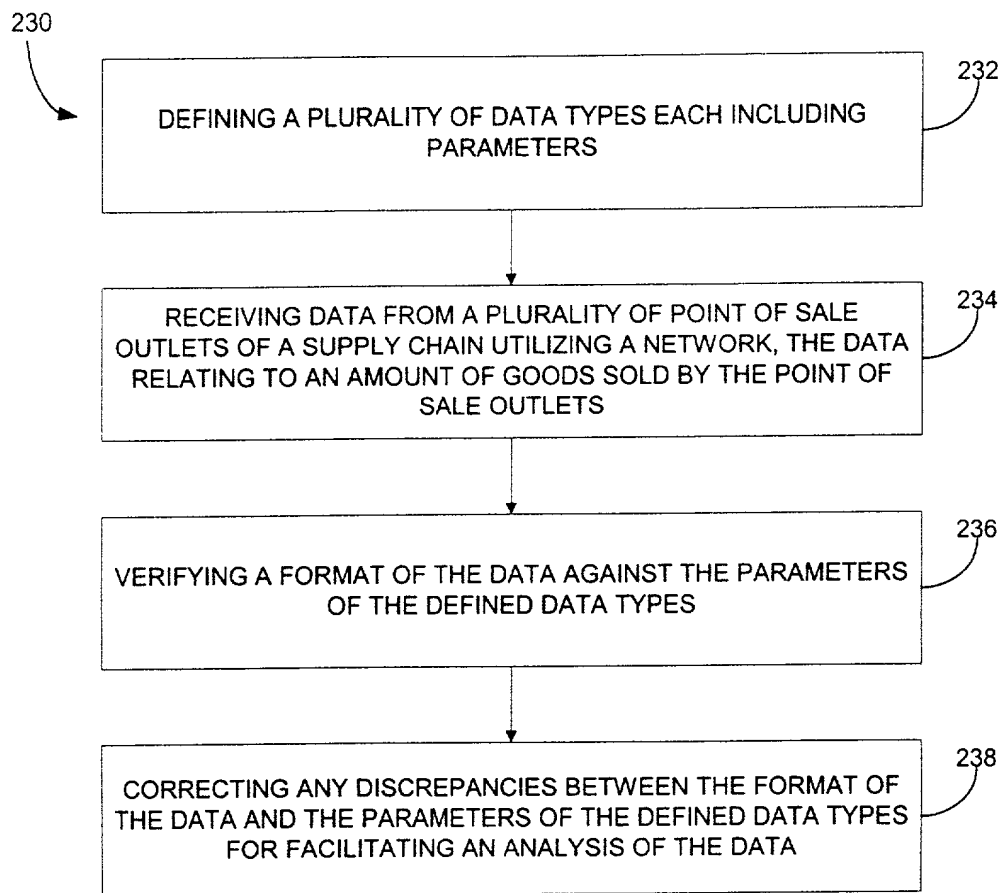 230
232
DEFINING A PLURALITY OF DATA TYPES EACH INCLUDING
PARAMETERS
234
RECEIVING DATA FROM A PLURALITY OF POINT OF SALE
OUTLETS OF A SUPPLY CHAIN UTILIZING A NETWORK, THE DATA
RELATING TO AN AMOUNT OF GOODS SOLD BY THE POINT OF
SALE OUTLETS
236
VERIFYING A FORMAT OF THE DATA AGAINST THE PARAMETERS
OF THE DEFINED DATA TYPES
238
CORRECTING ANY DISCREPANCIES BETWEEN THE FORMAT OF
THE DATA AND THE PARAMETERS OF THE DEFINED DATA TYPES
FOR FACILITATING AN ANALYSIS OF THE DATA.